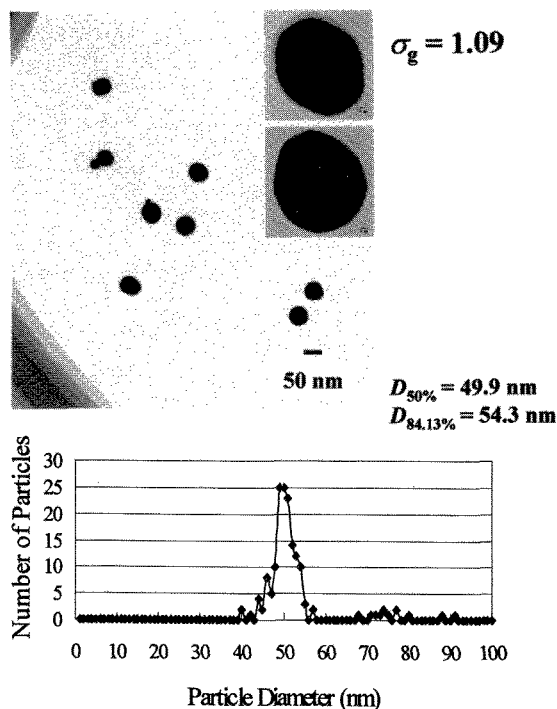 σg = 1.09
50 nm
D50% = 49.9 nm
D84.13% = 54.3 nm
Number of Particles
30
25
20
15
10
5
0
0 10 20 30 40 50 60 70 80 90 100
Particle Diameter (nm)